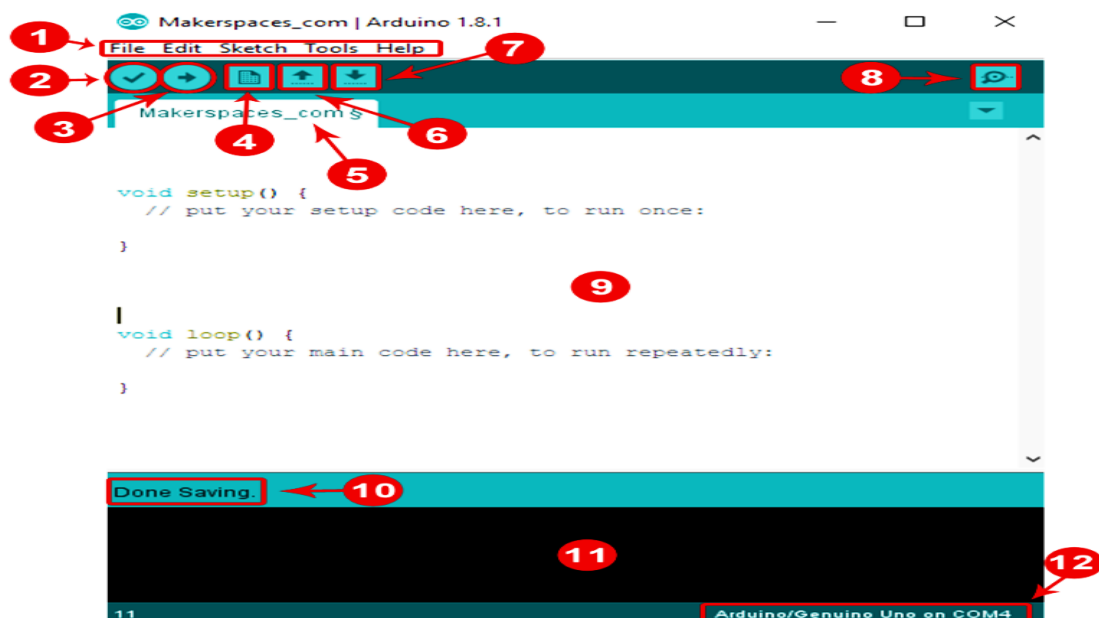 Makerspaces_com | Arduino 1.8.1
1
File Edit Sketch Tools Help
7
2
8
3
Makerspaces_com §
4
6
5
void setup() {
// put your setup code here, to run once:
}
9
void loop() {
// put your main code here, to run repeatedly:
}
Done Saving.
10
11
12
11
Arduino/Genuino Uno on COM4